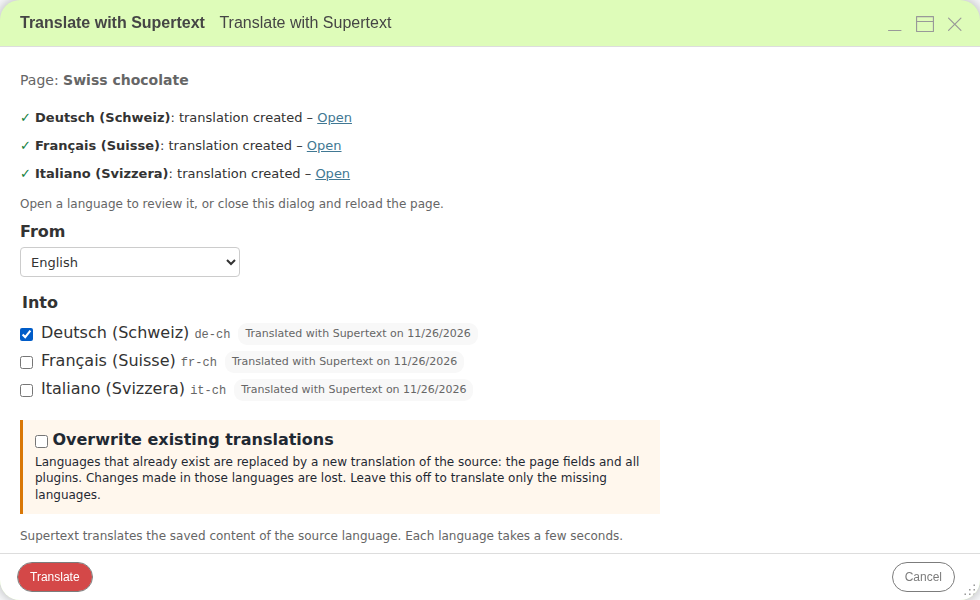 Translate with Supertext Translate with Supertext
Page: Swiss chocolate
✓ Deutsch (Schweiz): translation created – Open
✓ Français (Suisse): translation created – Open
✓ Italiano (Svizzera): translation created – Open
Open a language to review it, or close this dialog and reload the page.
From
English
Into
Deutsch (Schweiz) de-ch Translated with Supertext on 11/26/2026
Français (Suisse) fr-ch Translated with Supertext on 11/26/2026
Italiano (Svizzera) it-ch Translated with Supertext on 11/26/2026
Overwrite existing translations
Languages that already exist are replaced by a new translation of the source: the page fields and all
plugins. Changes made in those languages are lost. Leave this off to translate only the missing
languages.
Supertext translates the saved content of the source language. Each language takes a few seconds.
Translate
Cancel